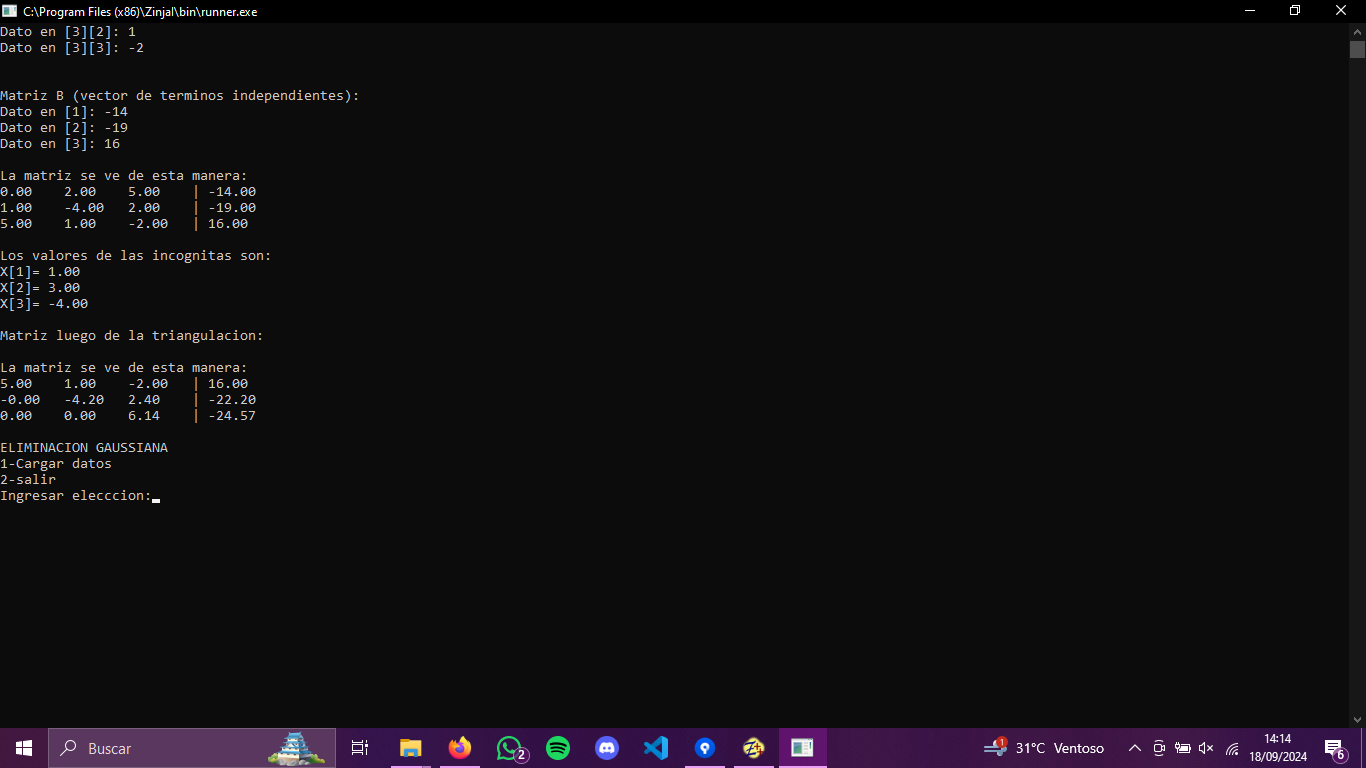 C:\Program Files (x86)\Zinjal\bin\runner.exe
Dato en [3][2]: 1
Dato en [3][3]: -2
Matriz B (vector de terminos independientes):
Dato en [1]: -14
Dato en [2]: -19
Dato en [3]: 16
La matriz se ve de esta manera:
0.00 2.00 5.00 | -14.00
1.00 -4.00 2.00 | -19.00
5.00 1.00 -2.00 | 16.00
Los valores de las incognitas son:
X[1]= 1.00
X[2]= 3.00
X[3]= -4.00
Matriz luego de la triangulacion:
La matriz se ve de esta manera:
5.00 1.00 -2.00 | 16.00
-0.00 -4.20 2.40 | -22.20
0.00 0.00 6.14 | -24.57
ELIMINACION GAUSSIANA
1-Cargar datos
2-salir
Ingresar elecccion:
Buscar
2
1
31°C Ventoso
14:14
18/09/2024
6